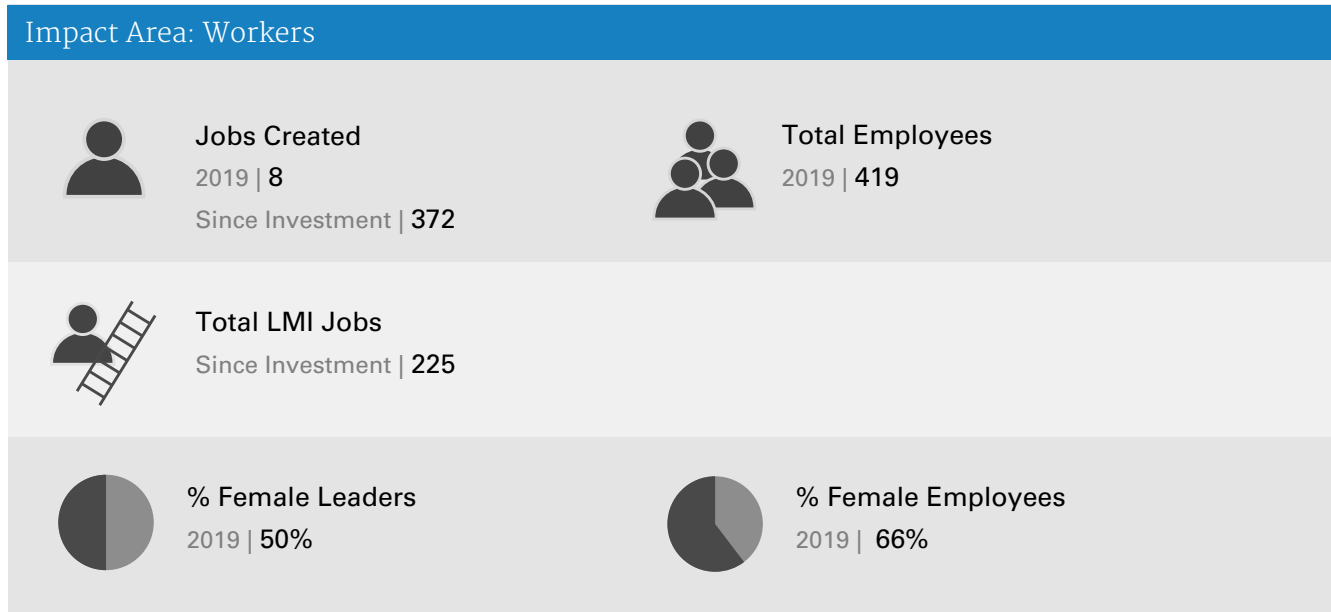 Impact Area: Workers
Jobs Created
2019 | 8
Since Investment | 372
Total Employees
2019 | 419
Total LMI Jobs
Since Investment | 225
% Female Leaders
2019 | 50%
% Female Employees
2019 | 66%